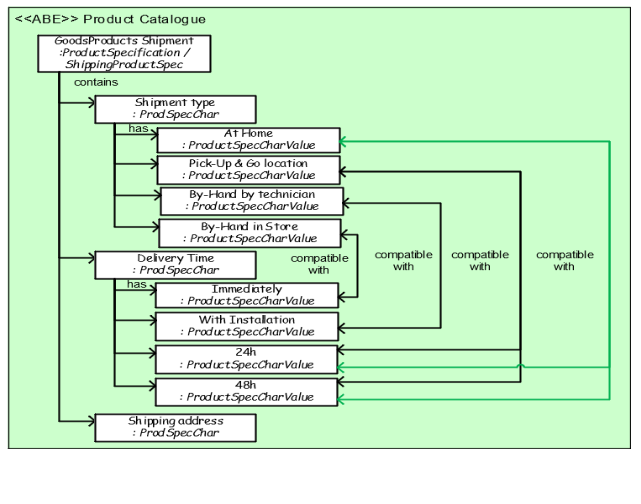 <<ABE>> Product Catalogue
GoodsProducts Shipment
:ProductSpecification /
ShippingProductSpec
contains
Shipment type
: ProdSpecChar
has
At Home
: ProductSpecCharValue
Pick-Up & Go location
: ProductSpecCharValue
By-Hand by technician
: ProductSpecCharValue
By-Hand in Store
: ProductSpecCharValue
Delivery Time
: ProdSpecChar
compatible
with
compatible
with
compatible
with
compatible
with
has
Immediately
: ProductSpecCharValue
With Installation
: ProductSpecCharValue
24h
: ProductSpecCharValue
48h
: ProductSpecCharValue
Shipping address
: ProdSpecChar